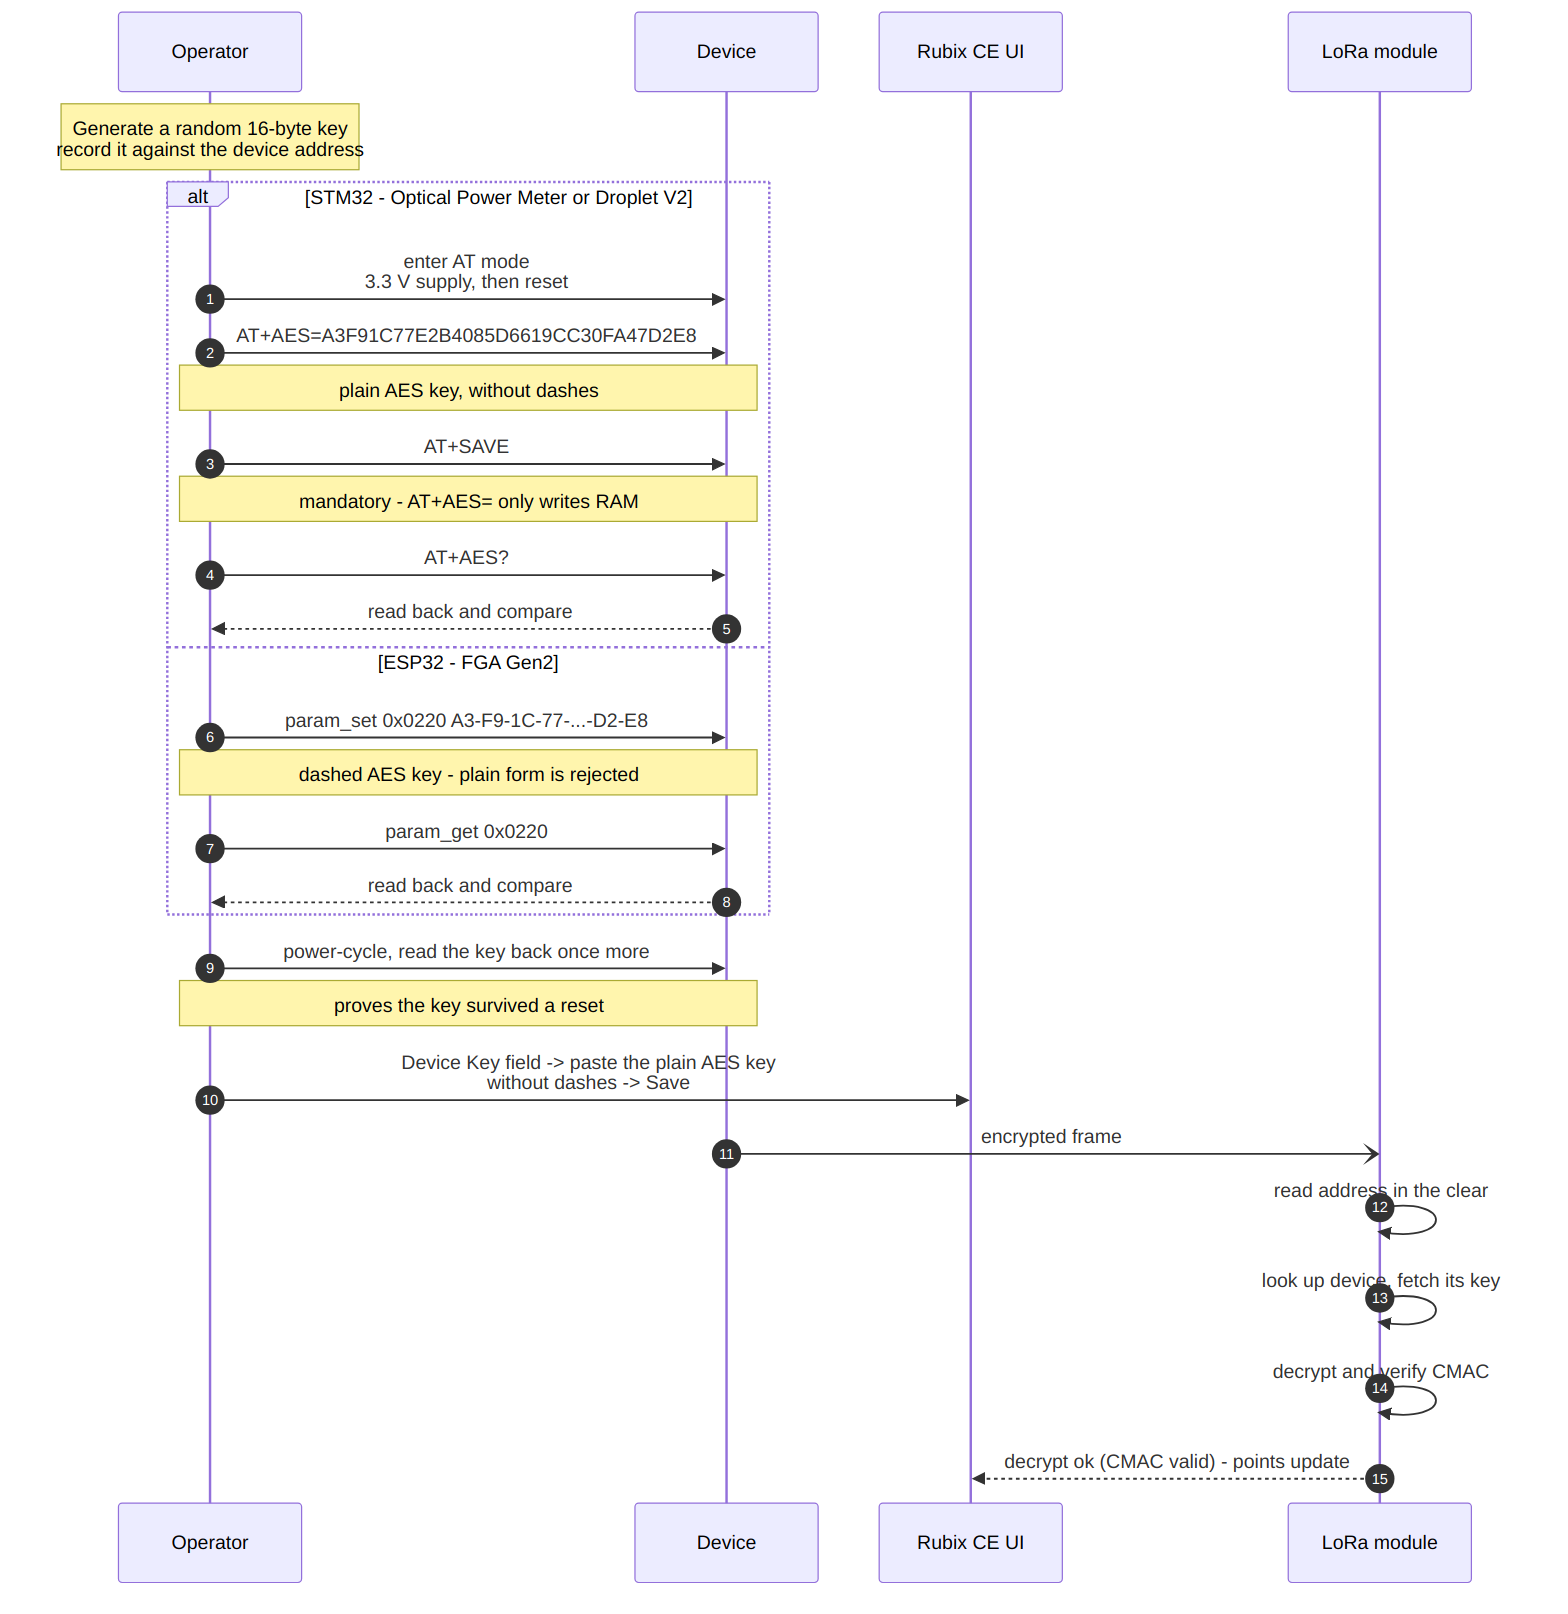 Operator
Device
Rubix CE UI
LoRa module
Generate a random 16-byte key
record it against the device address
alt
[STM32 - Optical Power Meter or Droplet V2]
enter AT mode
3.3 V supply, then reset
1
AT+AES=A3F91C77E2B4085D6619CC30FA47D2E8
2
plain AES key, without dashes
AT+SAVE
3
mandatory - AT+AES= only writes RAM
AT+AES?
4
read back and compare
5
[ESP32 - FGA Gen2]
param_set 0x0220 A3-F9-1C-77-...-D2-E8
6
dashed AES key - plain form is rejected
param_get 0x0220
7
read back and compare
8
power-cycle, read the key back once more
9
proves the key survived a reset
Device Key field -> paste the plain AES key
without dashes -> Save
10
encrypted frame
11
read address in the clear
12
look up device, fetch its key
13
decrypt and verify CMAC
14
decrypt ok (CMAC valid) - points update
15
Operator
Device
Rubix CE UI
LoRa module